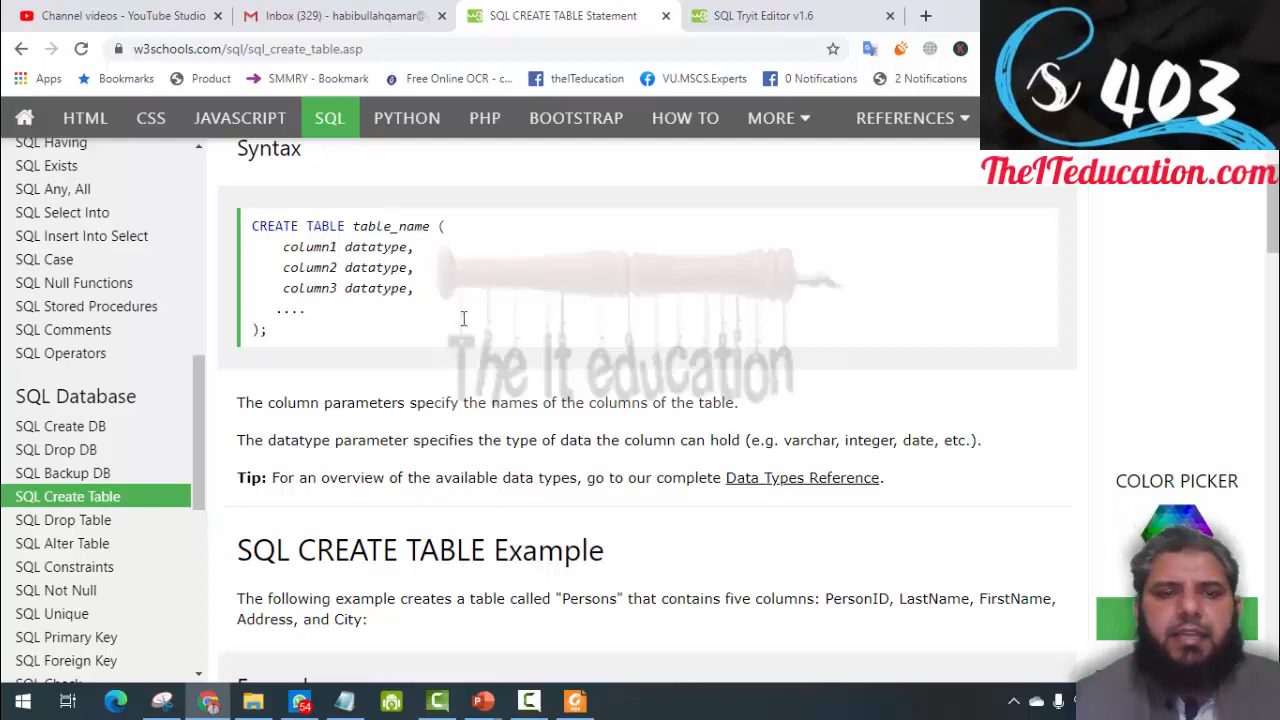 Channel videos - YouTube Studio
Inbox (329) - habibullahqamar@
SQL CREATE TABLE Statement
SQL Tryit Editor v1.6
w3schools.com/sql/sql_create_table.asp
Apps
Bookmarks
Product
SMMRY - Bookmark
Free Online OCR - c...
theITeducation
VU.MSCS.Experts
0 Notifications
2 Notifications
CS 403
TheITeducation.com
HTML
CSS
JAVASCRIPT
SQL
PYTHON
PHP
BOOTSTRAP
HOW TO
MORE
REFERENCES
SQL Having
SQL Exists
SQL Any, All
SQL Select Into
SQL Insert Into Select
SQL Case
SQL Null Functions
SQL Stored Procedures
SQL Comments
SQL Operators
SQL Database
SQL Create DB
SQL Drop DB
SQL Backup DB
SQL Create Table
SQL Drop Table
SQL Alter Table
SQL Constraints
SQL Not Null
SQL Unique
SQL Primary Key
SQL Foreign Key
Syntax
CREATE TABLE table_name (
column1 datatype,
column2 datatype,
column3 datatype,
....
);
The It education
The column parameters specify the names of the columns of the table.
The datatype parameter specifies the type of data the column can hold (e.g. varchar, integer, date, etc.).
Tip: For an overview of the available data types, go to our complete Data Types Reference.
SQL CREATE TABLE Example
The following example creates a table called "Persons" that contains five columns: PersonID, LastName, FirstName,
Address, and City:
COLOR PICKER
54